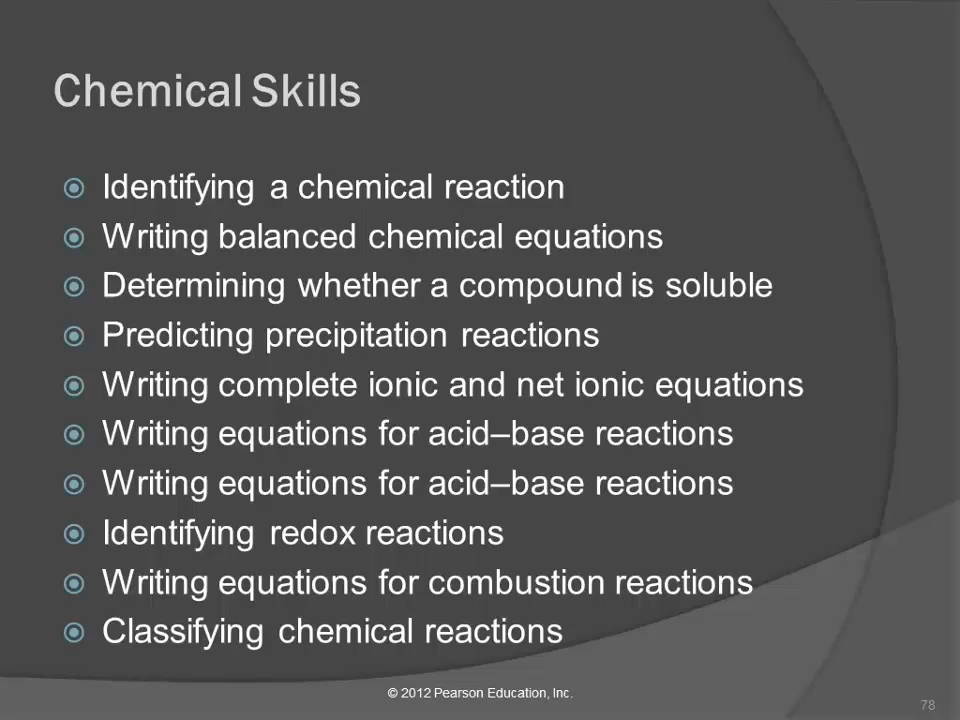 Chemical Skills
Identifying a chemical reaction
Writing balanced chemical equations
Determining whether a compound is soluble
Predicting precipitation reactions
Writing complete ionic and net ionic equations
Writing equations for acid–base reactions
Writing equations for acid–base reactions
Identifying redox reactions
Writing equations for combustion reactions
Classifying chemical reactions
© 2012 Pearson Education, Inc.
78